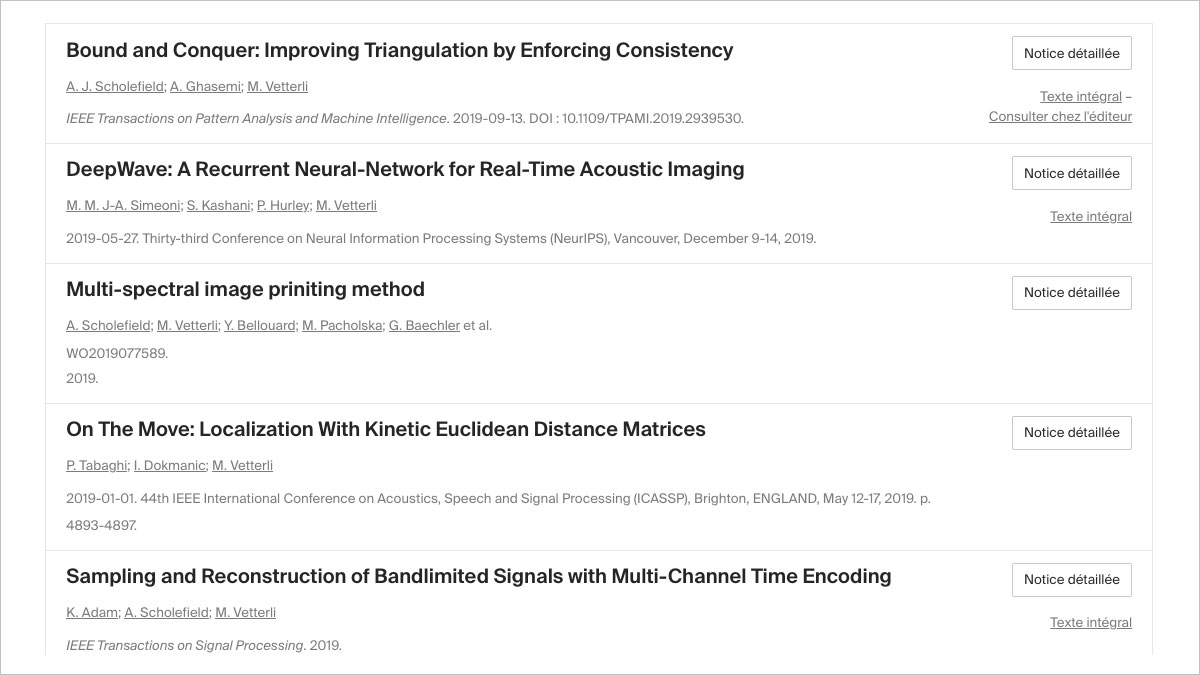 Bound and Conquer: Improving Triangulation by Enforcing Consistency
Notice détaillée
A. J. Scholefield; A. Ghasemi; M. Vetterli
Texte intégral –
Consulter chez l'éditeur
IEEE Transactions on Pattern Analysis and Machine Intelligence. 2019-09-13. DOI : 10.1109/TPAMI.2019.2939530.
DeepWave: A Recurrent Neural-Network for Real-Time Acoustic Imaging
Notice détaillée
M. M. J-A. Simeoni; S. Kashani; P. Hurley; M. Vetterli
Texte intégral
2019-05-27. Thirty-third Conference on Neural Information Processing Systems (NeurIPS), Vancouver, December 9-14, 2019.
Multi-spectral image priniting method
Notice détaillée
A. Scholefield; M. Vetterli; Y. Bellouard; M. Pacholska; G. Baechler et al.
WO2019077589.
2019.
On The Move: Localization With Kinetic Euclidean Distance Matrices
Notice détaillée
P. Tabaghi; I. Dokmanic; M. Vetterli
2019-01-01. 44th IEEE International Conference on Acoustics, Speech and Signal Processing (ICASSP), Brighton, ENGLAND, May 12-17, 2019. p.
4893-4897.
Sampling and Reconstruction of Bandlimited Signals with Multi-Channel Time Encoding
Notice détaillée
K. Adam; A. Scholefield; M. Vetterli
Texte intégral
IEEE Transactions on Signal Processing. 2019.